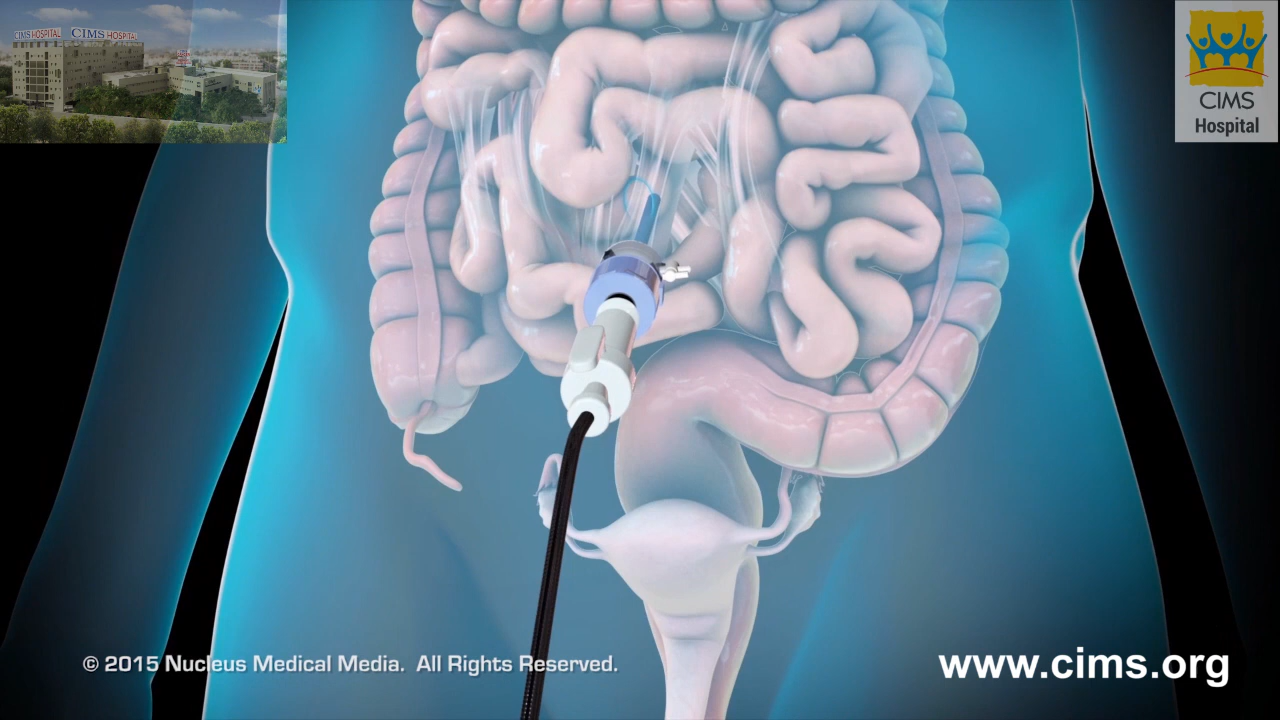 CIMS HOSPITAL CIMS HOSPITAL
CIMS
Hospital
© 2015 Nucleus Medical Media. All Rights Reserved.
www.cims.org